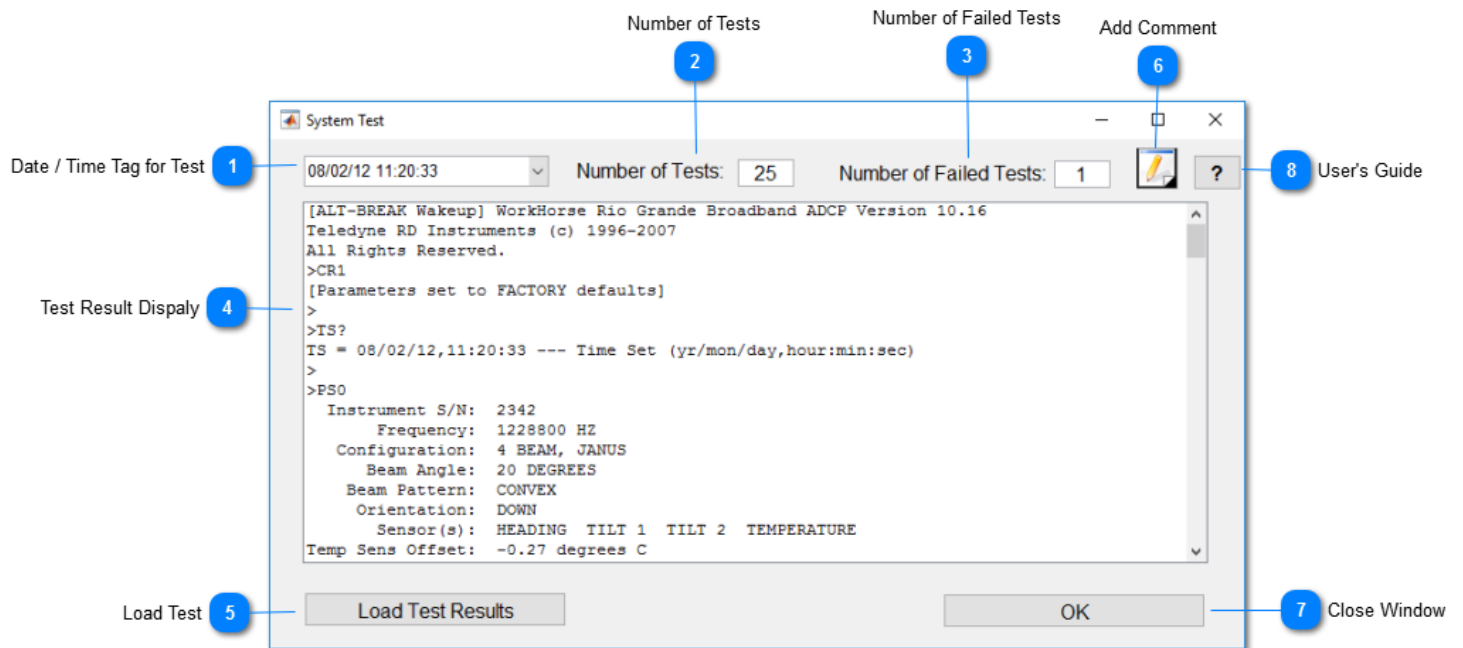 Number of Tests
2
Number of Failed Tests
3
Add Comment
6
System Test
Date / Time Tag for Test 1
08/02/12 11:20:33
Number of Tests: 25
Number of Failed Tests: 1
?
8 User's Guide
[ALT-BREAK Wakeup] WorkHorse Rio Grande Broadband ADCP Version 10.16
Teledyne RD Instruments (c) 1996-2007
All Rights Reserved.
>CR1
[Parameters set to FACTORY defaults]
>
>TS?
TS = 08/02/12,11:20:33 --- Time Set (yr/mon/day,hour:min:sec)
>
>PS0
Instrument S/N: 2342
Frequency: 1228800 HZ
Configuration: 4 BEAM, JANUS
Beam Angle: 20 DEGREES
Beam Pattern: CONVEX
Orientation: DOWN
Sensor(s): HEADING TILT 1 TILT 2 TEMPERATURE
Temp Sens Offset: -0.27 degrees C
Test Result Dispaly 4
Load Test 5
Load Test Results
OK
7 Close Window